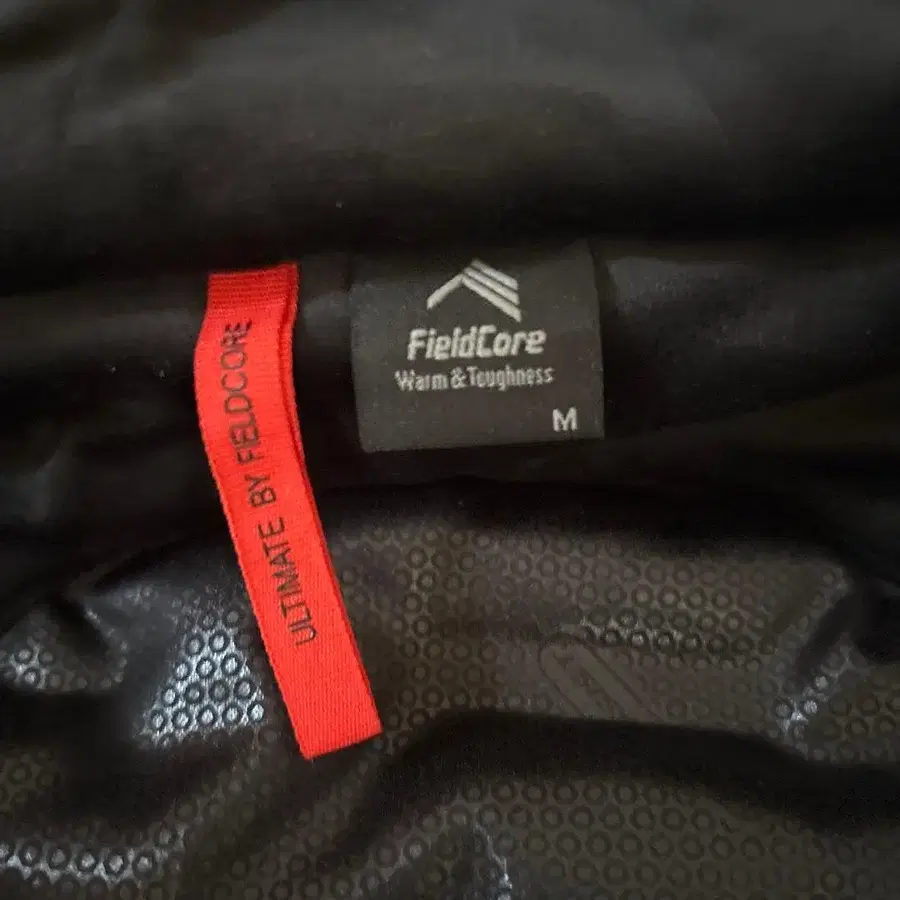 ULTIMATE BY FIELDCORE
FieldCore
Warm & Toughness
M